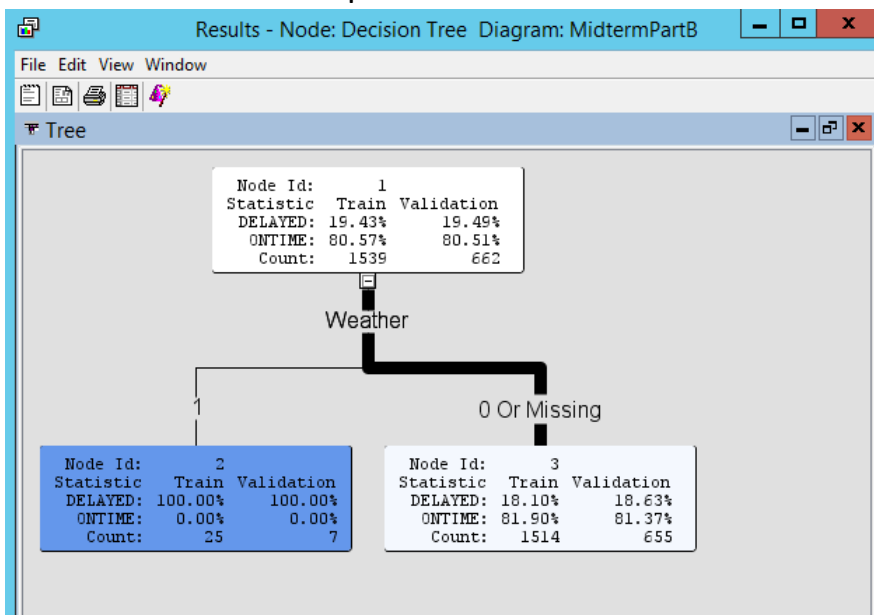 Results - Node: Decision Tree Diagram: MidtermPartB
File Edit View Window
Tree
Node Id: 1
Statistic Train Validation
DELAYED: 19.43% 19.49%
ONTIME: 80.57% 80.51%
Count: 1539 662
Weather
1
0 Or Missing
Node Id: 2
Statistic Train Validation
DELAYED: 100.00% 100.00%
ONTIME: 0.00% 0.00%
Count: 25 7
Node Id: 3
Statistic Train Validation
DELAYED: 18.10% 18.63%
ONTIME: 81.90% 81.37%
Count: 1514 655